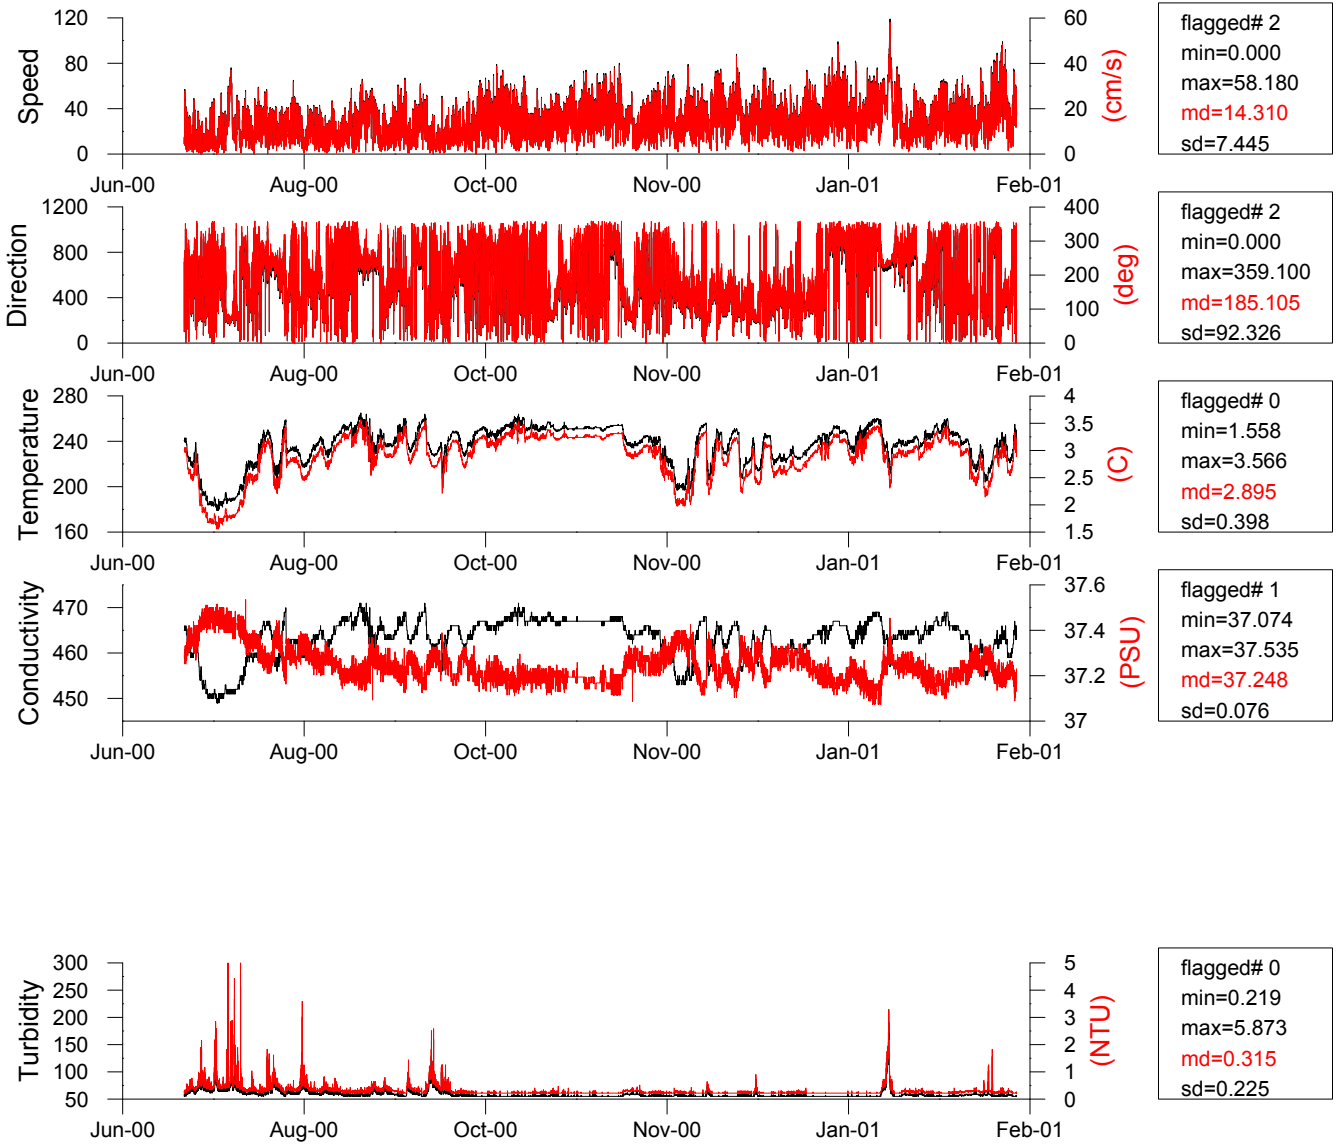 120
80
40
0
Speed
60
40
20
0
(cm/s)
Jun-00 Aug-00 Oct-00 Nov-00 Jan-01 Feb-01
flagged# 2
min=0.000
max=58.180
md=14.310
sd=7.445
1200
800
400
0
Direction
400
300
200
100
0
(deg)
Jun-00 Aug-00 Oct-00 Nov-00 Jan-01 Feb-01
flagged# 2
min=0.000
max=359.100
md=185.105
sd=92.326
280
240
200
160
Temperature
4
3.5
3
2.5
2
1.5
(C)
Jun-00 Aug-00 Oct-00 Nov-00 Jan-01 Feb-01
flagged# 0
min=1.558
max=3.566
md=2.895
sd=0.398
470
460
450
Conductivity
37.6
37.4
37.2
37
(PSU)
Jun-00 Aug-00 Oct-00 Nov-00 Jan-01 Feb-01
flagged# 1
min=37.074
max=37.535
md=37.248
sd=0.076
300
250
200
150
100
50
Turbidity
5
4
3
2
1
0
(NTU)
Jun-00 Aug-00 Oct-00 Nov-00 Jan-01 Feb-01
flagged# 0
min=0.219
max=5.873
md=0.315
sd=0.225